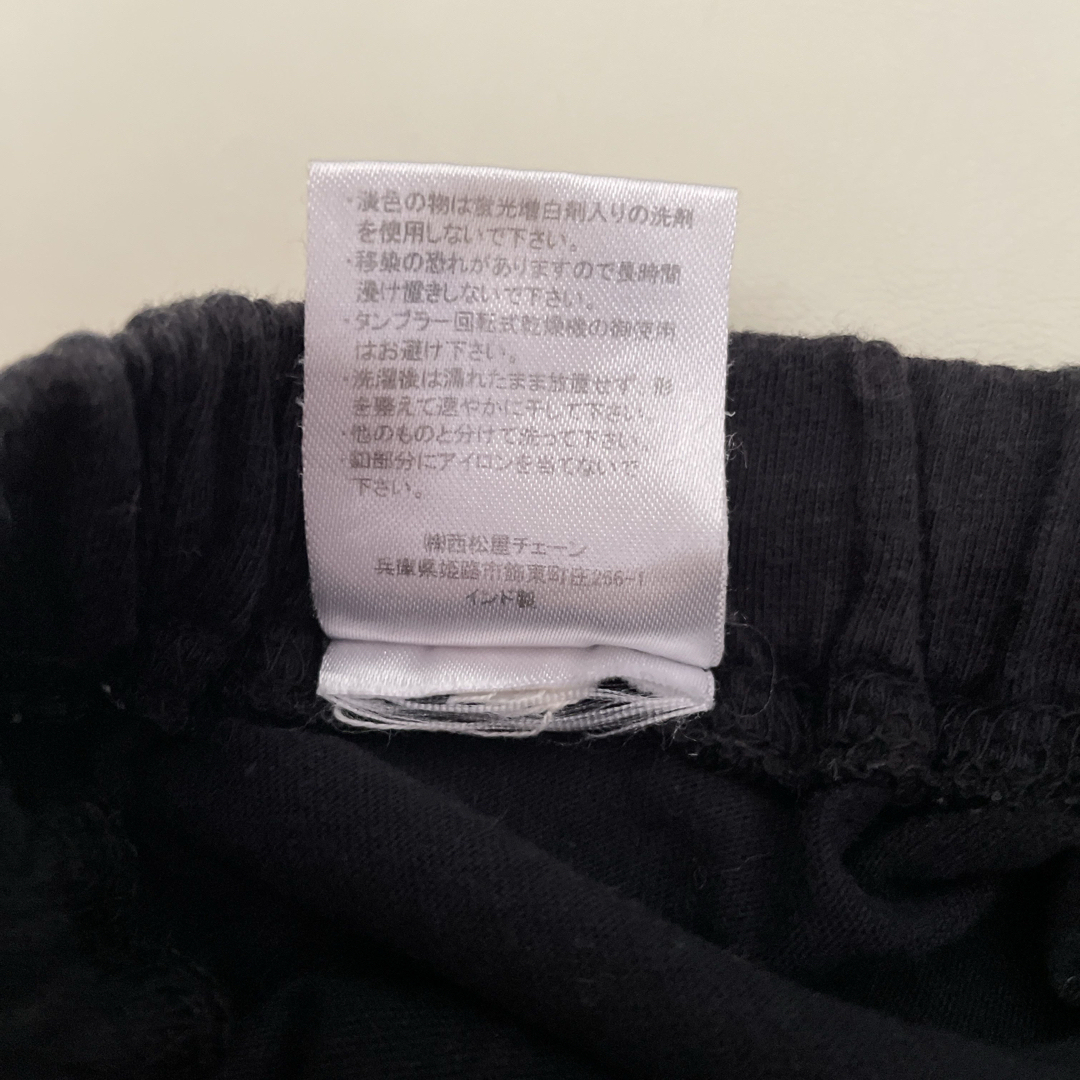 ・淡色の物は蛍光増白剤入りの洗剤
を使用しないで下さい。
・移染の恐れがありますので長時間
浸け置きしないで下さい。
・タンブラー回転式乾燥機の御使用
はお避け下さい。
・洗濯後は濡れたまま放置せず、形
を整えて速やかに干して下さい。
・他のものと分けて洗って下さい。
・釦部分にアイロンを当てないで
下さい。
㈱西松屋チェーン
兵庫県姫路市飾東町庄266-1
インド製